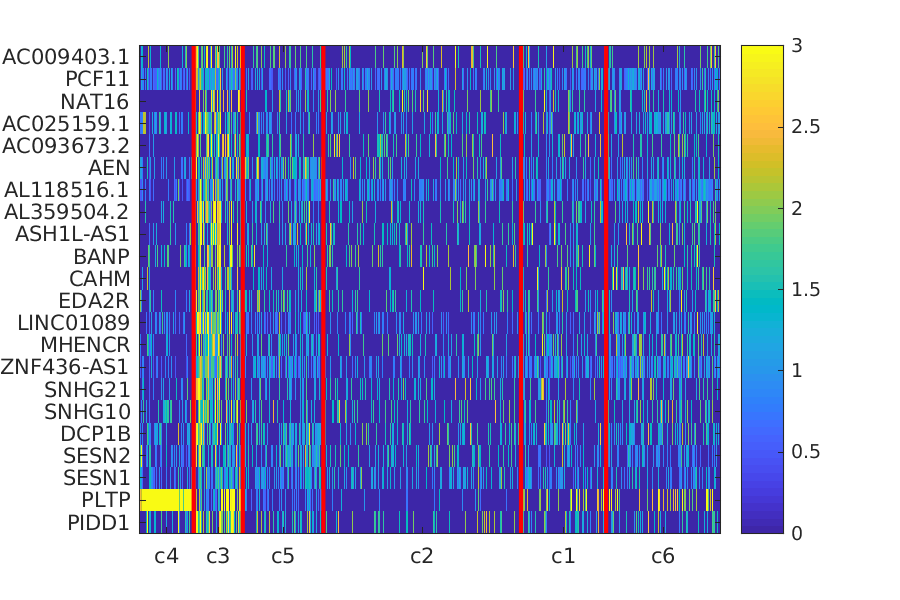 AC009403.1
PCF11
NAT16
AC025159.1
AC093673.2
AEN
AL118516.1
AL359504.2
ASH1L-AS1
BANP
CAHM
EDA2R
LINC01089
MHENCR
ZNF436-AS1
SNHG21
SNHG10
DCP1B
SESN2
SESN1
PLTP
PIDD1
c4 c3 c5 c2 c1 c6
3
2.5
2
1.5
1
0.5
0